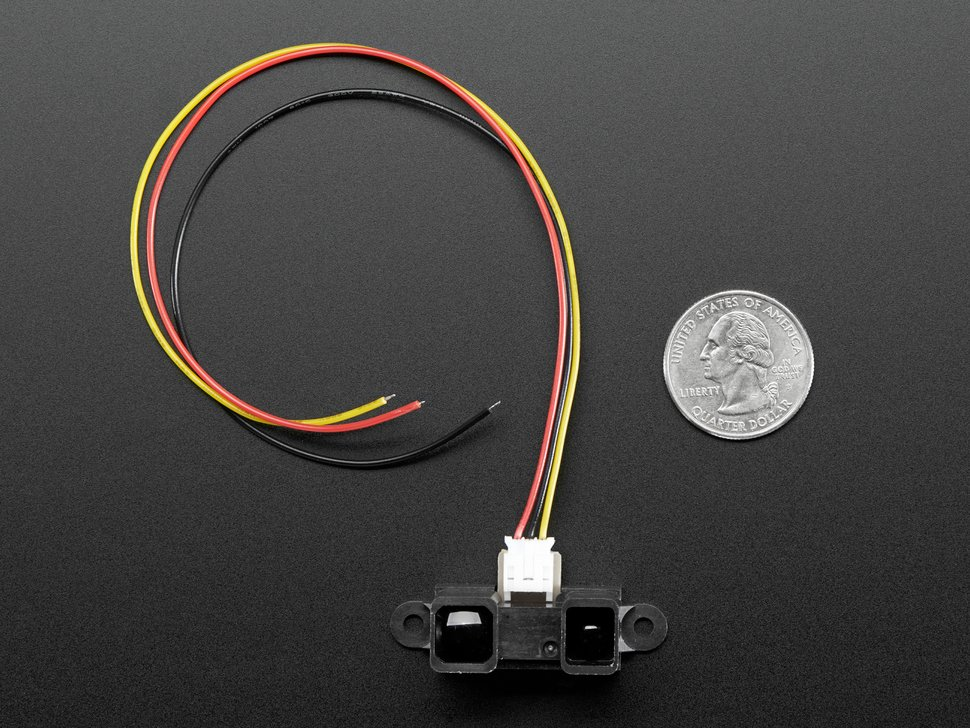 UNITED STATES OF AMERICA
IN
GOD WE
TRUST
LIBERTY
QUARTER DOLLAR